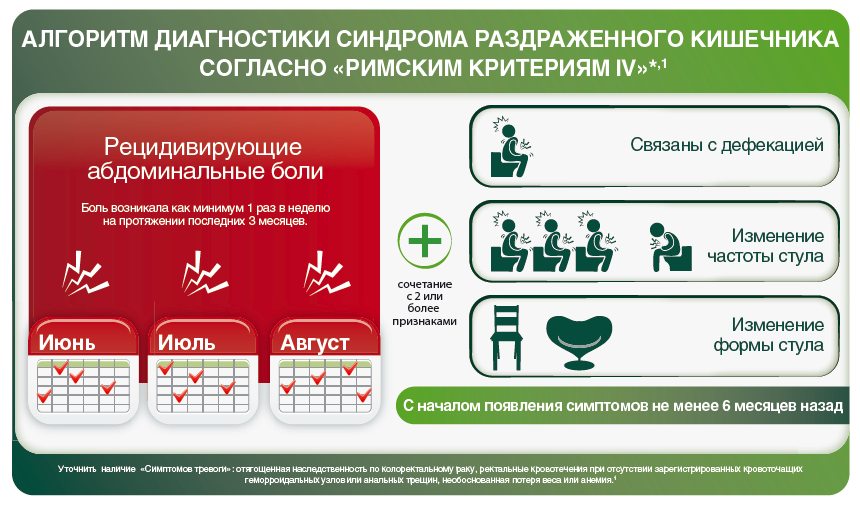 АЛГОРИТМ ДИАГНОСТИКИ СИНДРОМА РАЗДРАЖЕННОГО КИШЕЧНИКА
СОГЛАСНО «РИМСКИМ КРИТЕРИЯМ IV»*,1
Рецидивирующие
абдоминальные боли
Боль возникала как минимум 1 раз в неделю
на протяжении последних 3 месяцев.
Июнь
Июль
Август
сочетание
с 2 или
более
признаками
Связаны с дефекацией
Изменение
частоты стула
Изменение
формы стула
С началом появления симптомов не менее 6 месяцев назад
Уточнить наличие «Симптомов тревоги»: отягощенная наследственность по колоректальному раку, ректальные кровотечения при отсутствии зарегистрированных кровоточащих
геморроидальных узлов или анальных трещин, необоснованная потеря веса или анемия.1